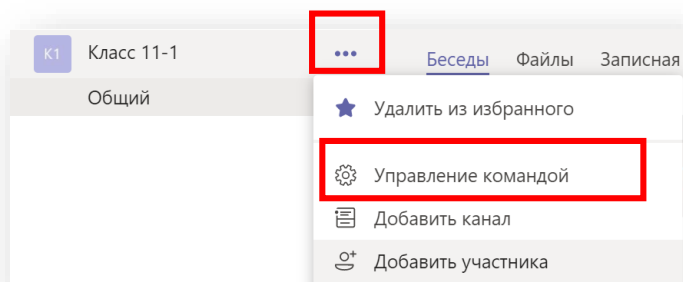 К1 Класс 11-1 ••• Беседы Файлы Записная
Общий
Удалить из избранного
Управление командой
Добавить канал
Добавить участника